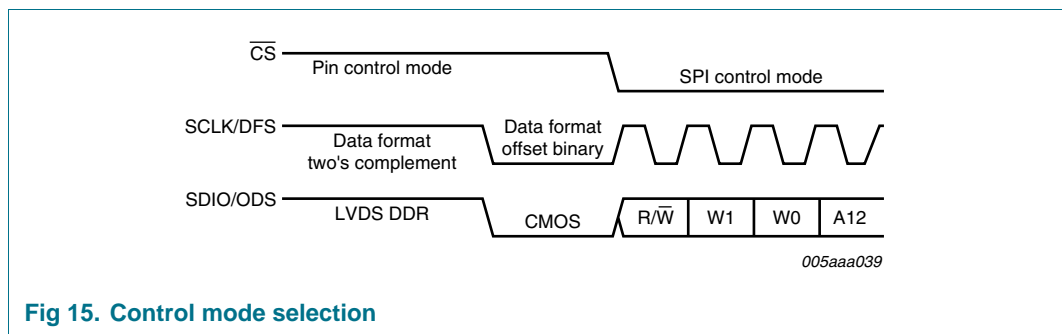 C̅S̅
Pin control mode
SPI control mode
SCLK/DFS
Data format
two's complement
Data format
offset binary
SDIO/ODS
LVDS DDR
CMOS
R/W̅
W1
W0
A12
005aaa039
Fig 15. Control mode selection